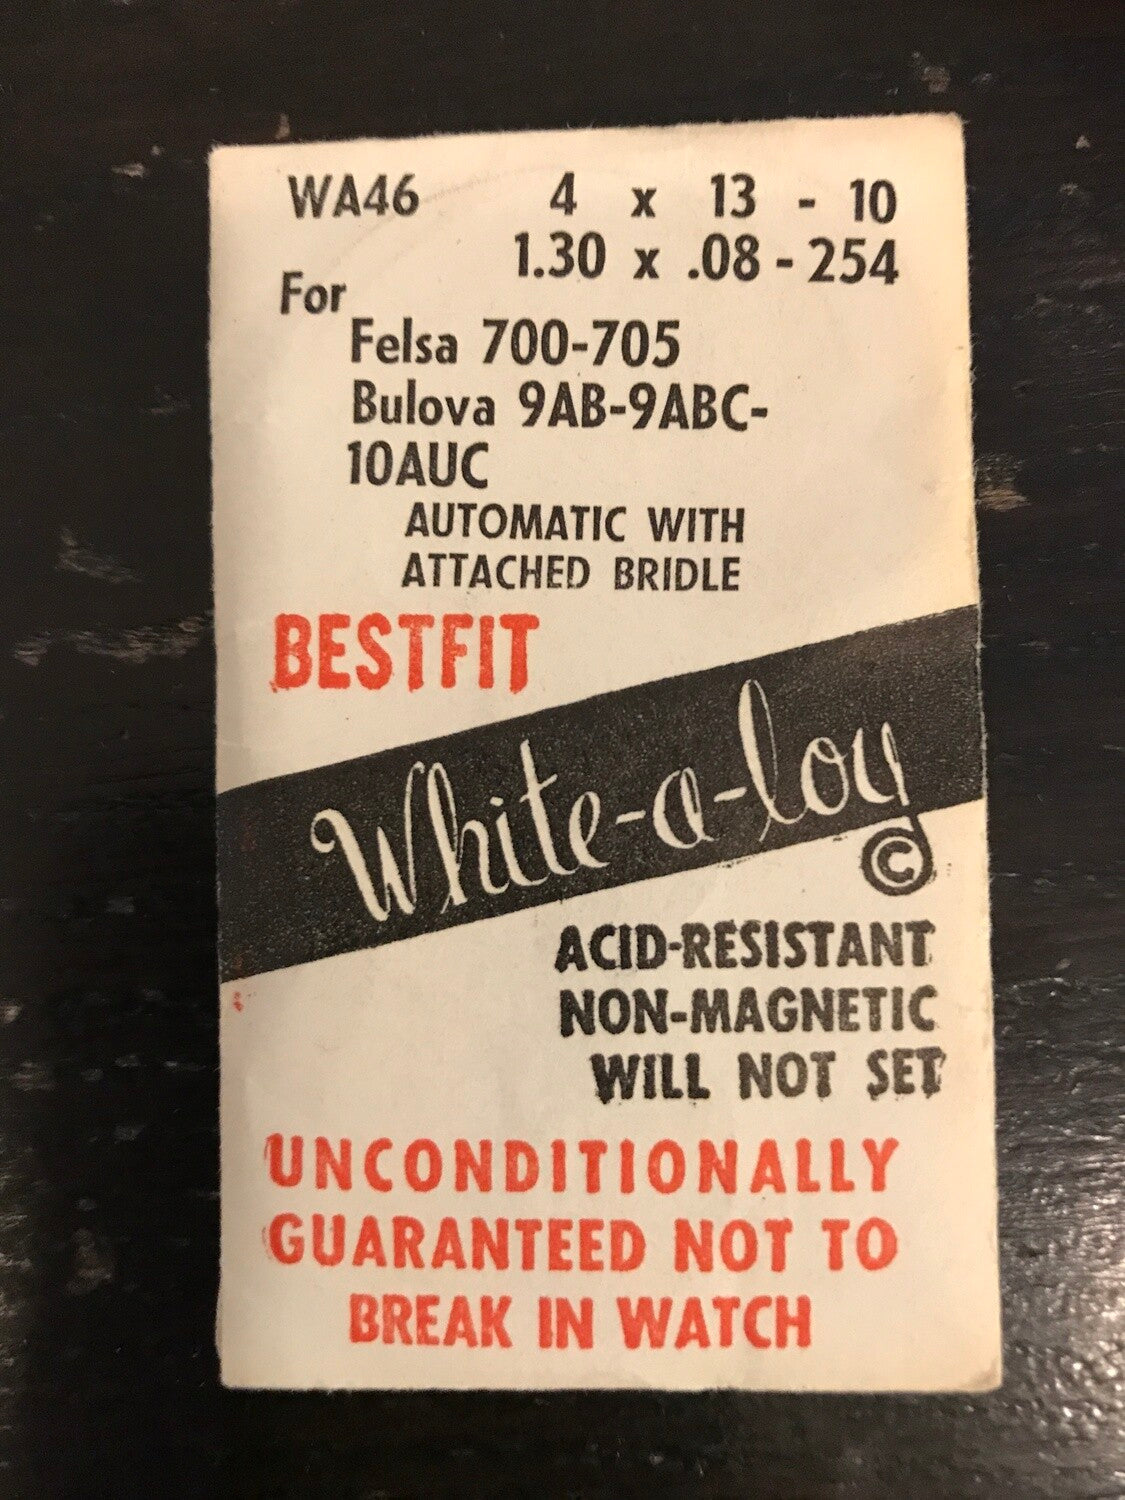 WA46 4 x 13 - 10
1.30 x .08 - 254
For
Felsa 700-705
Bulova 9AB-9ABC-
10AUC
AUTOMATIC WITH
ATTACHED BRIDLE
BESTFIT
White-a-loy
©
ACID-RESISTANT
NON-MAGNETIC
WILL NOT SET
UNCONDITIONALLY
GUARANTEED NOT TO
BREAK IN WATCH